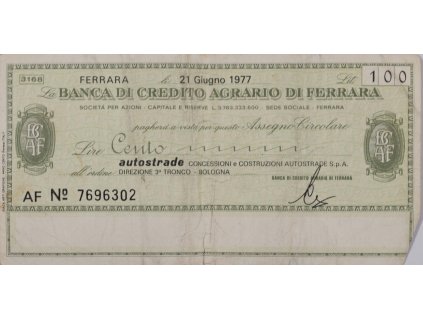 3168
FERRARA li 21 Giugno 1977 Lit. 100
La BANCA DI CREDITO AGRARIO DI FERRARA
SOCIETÀ PER AZIONI - CAPITALE E RISERVE L. 3.763.333.600 - SEDE SOCIALE - FERRARA
pagherà a vista per questo Assegno Circolare
Lire Cento
autostrade CONCESSIONI e COSTRUZIONI AUTOSTRADE S.p.A.
all'ordine DIREZIONE 3º TRONCO - BOLOGNA
BANCA DI CREDITO AGRARIO DI FERRARA
AF Nº 7696302